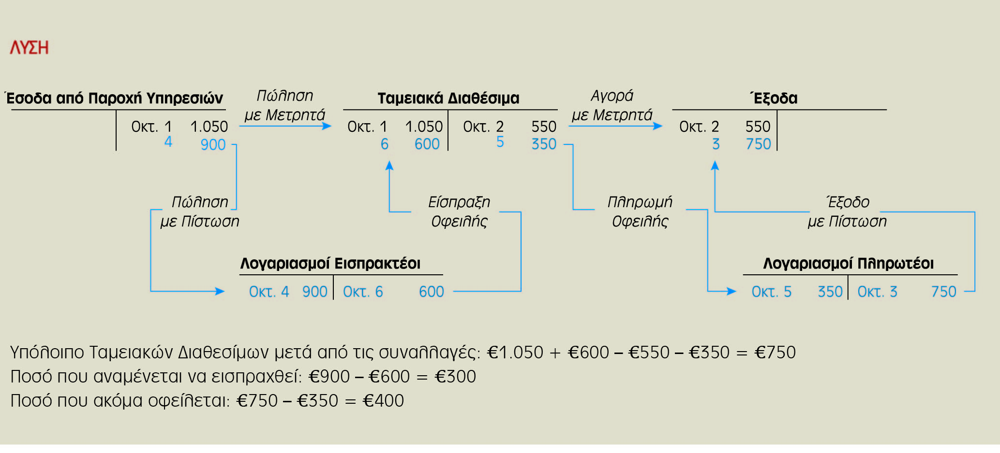 ΛΥΣΗ
Έσοδα από Παροχή Υπηρεσιών
Πώληση
με Μετρητά
Ταμειακά Διαθέσιμα
Αγορά
με Μετρητά
Έξοδα
Οκτ. 1 1.050
4 900
Οκτ. 1 1.050 Οκτ. 2 550
6 600 5 350
Οκτ. 2 550
3 750
Πώληση
με Πίστωση
Είσπραξη
Οφειλής
Πληρωμή
Οφειλής
Έξοδο
με Πίστωση
Λογαριασμοί Εισπρακτέοι
Οκτ. 4 900 Οκτ. 6 600
Λογαριασμοί Πληρωτέοι
Οκτ. 5 350 Οκτ. 3 750
Υπόλοιπο Ταμειακών Διαθεσίμων μετά από τις συναλλαγές: €1.050 + €600 – €550 – €350 = €750
Ποσό που αναμένεται να εισπραχθεί: €900 – €600 = €300
Ποσό που ακόμα οφείλεται: €750 – €350 = €400